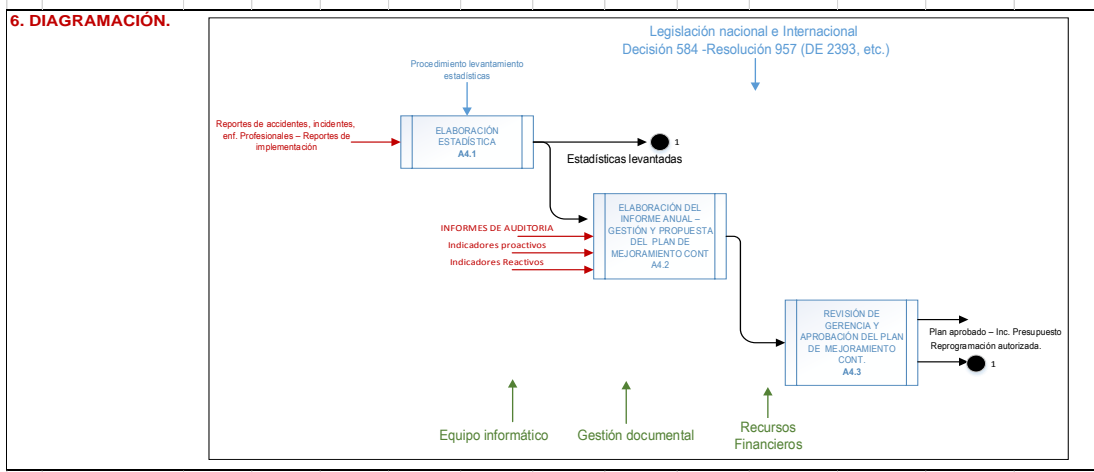 6. DIAGRAMACIÓN.
Legislación nacional e Internacional
Decisión 584 -Resolución 957 (DE 2393, etc.)
Procedimiento levantamiento
estadísticas
Reportes de accidentes, incidentes,
enf. Profesionales – Reportes de
implementación
ELABORACIÓN
ESTADÍSTICA
A4.1
1
Estadísticas levantadas
INFORMES DE AUDITORIA
Indicadores proactivos
Indicadores Reactivos
ELABORACIÓN DEL
INFORME ANUAL –
GESTIÓN Y PROPUESTA
DEL PLAN DE
MEJORAMIENTO CONT
A4.2
REVISIÓN DE
GERENCIA Y
APROBACIÓN DEL PLAN
DE MEJORAMIENTO
CONT.
A4.3
Plan aprobado – Inc. Presupuesto
Reprogramación autorizada.
1
Equipo informático
Gestión documental
Recursos
Financieros